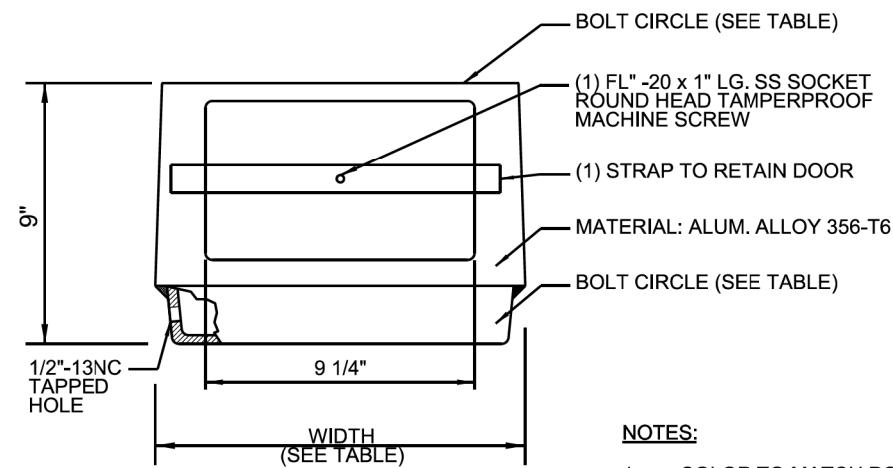 BOLT CIRCLE (SEE TABLE)
(1) FL" -20 x 1" LG. SS SOCKET
ROUND HEAD TAMPERPROOF
MACHINE SCREW
(1) STRAP TO RETAIN DOOR
9"
MATERIAL: ALUM. ALLOY 356-T6
BOLT CIRCLE (SEE TABLE)
1/2"-13NC
TAPPED
HOLE
9 1/4"
WIDTH
(SEE TABLE)
NOTES: